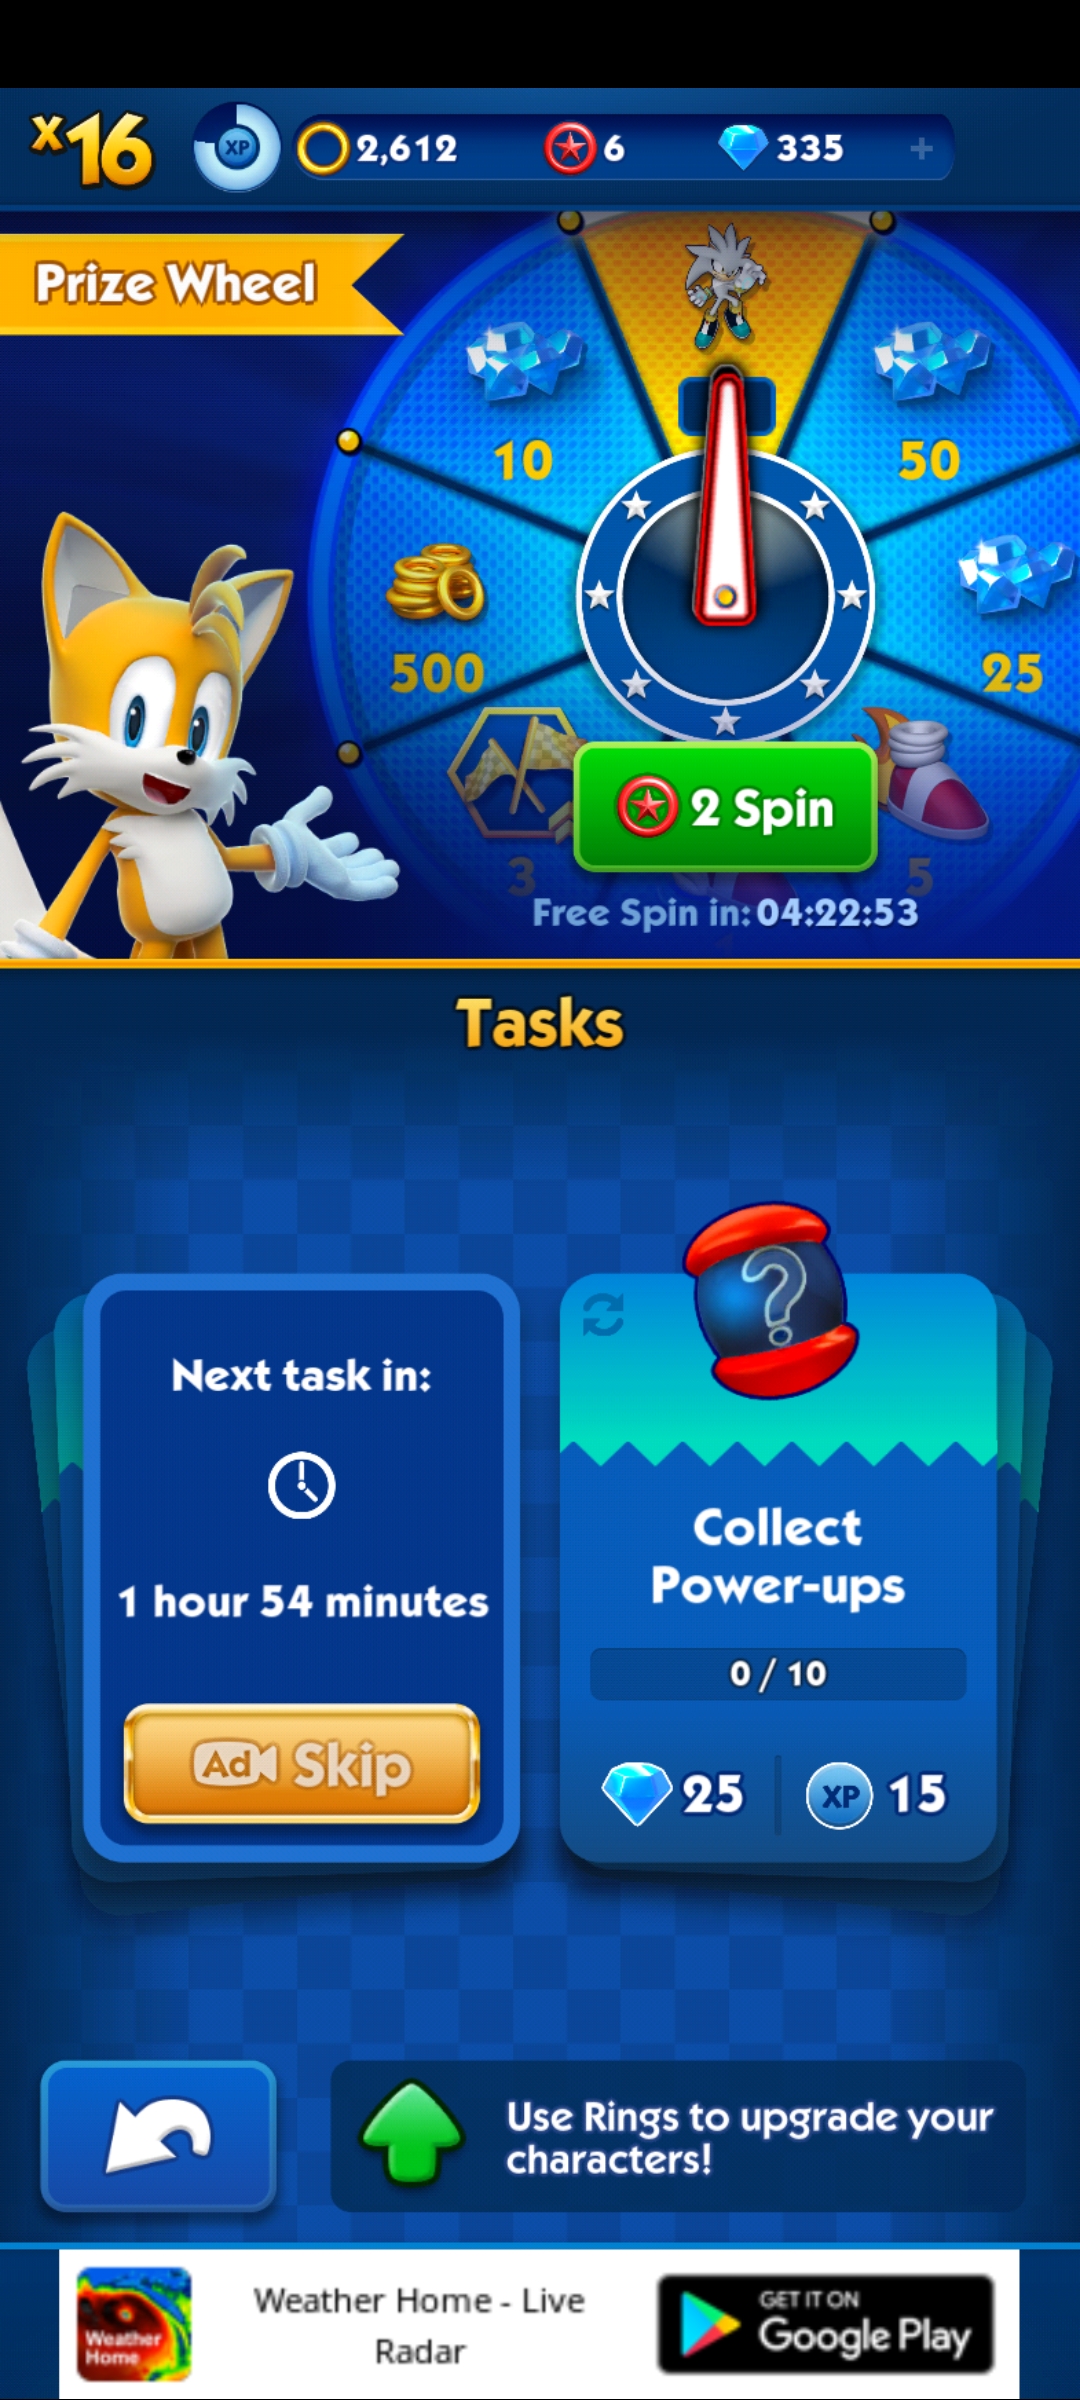 x16
XP
2,612
6
335
+
Prize Wheel
10
50
500
25
2 Spin
3
5
Free Spin in: 04:22:53
Tasks
?
Next task in:
1 hour 54 minutes
Ad Skip
Collect
Power-ups
0 / 10
25
XP 15
Use Rings to upgrade your
characters!
Weather
Home
Weather Home - Live
Radar
GET IT ON
Google Play